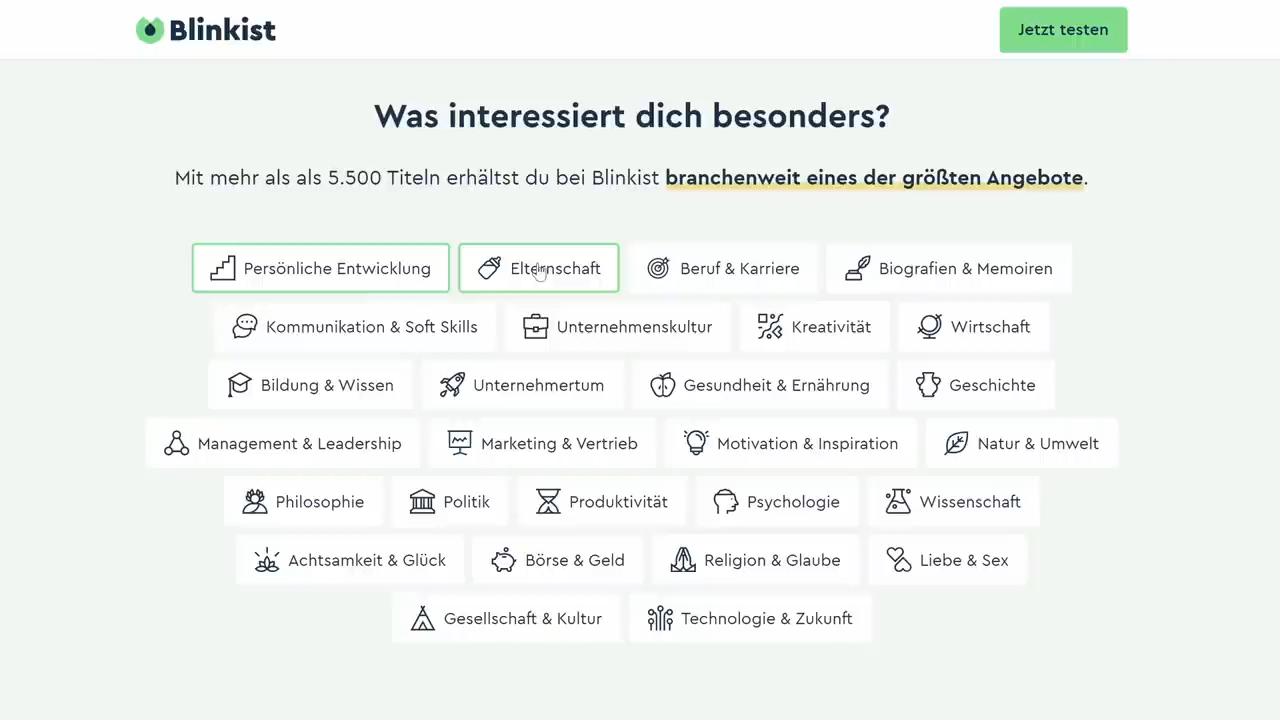 Blinkist
Jetzt testen
Was interessiert dich besonders?
Mit mehr als als 5.500 Titeln erhältst du bei Blinkist branchenweit eines der größten Angebote.
Persönliche Entwicklung
Elternschaft
Beruf & Karriere
Biografien & Memoiren
Kommunikation & Soft Skills
Unternehmenskultur
Kreativität
Wirtschaft
Bildung & Wissen
Unternehmertum
Gesundheit & Ernährung
Geschichte
Management & Leadership
Marketing & Vertrieb
Motivation & Inspiration
Natur & Umwelt
Philosophie
Politik
Produktivität
Psychologie
Wissenschaft
Achtsamkeit & Glück
Börse & Geld
Religion & Glaube
Liebe & Sex
Gesellschaft & Kultur
Technologie & Zukunft